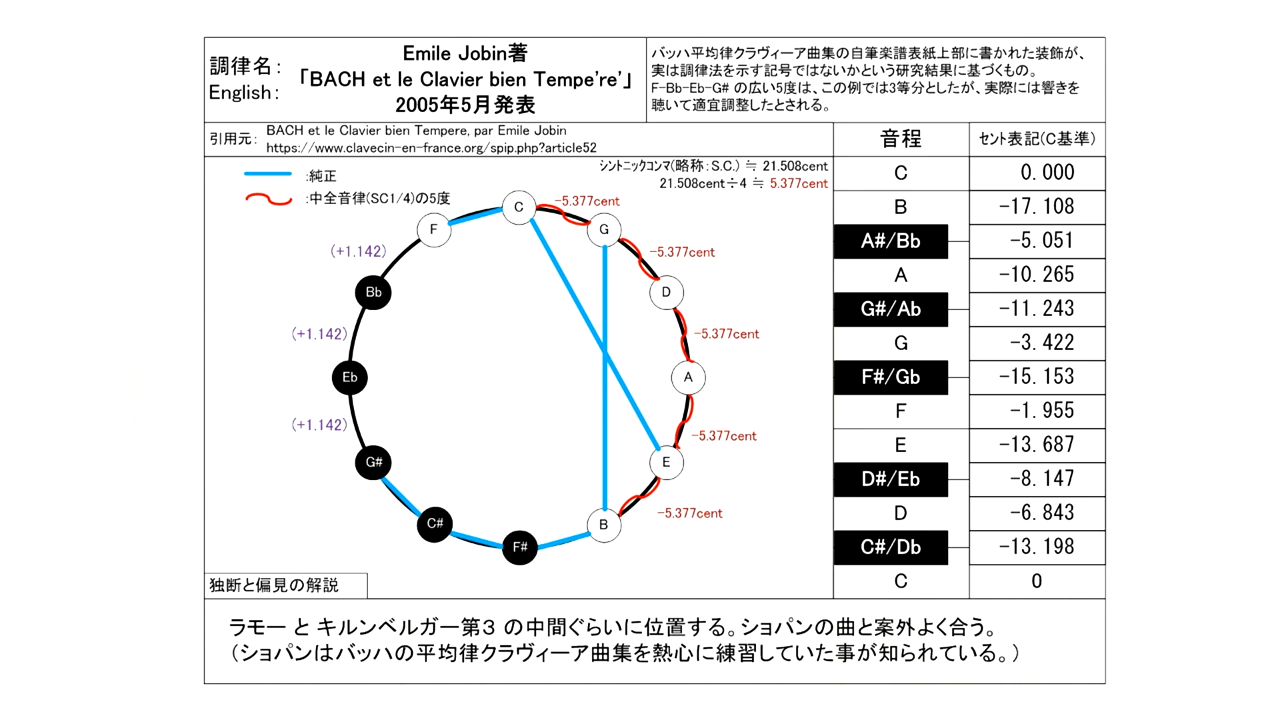 調律名：
English：
Emile Jobin著
「BACH et le Clavier bien Tempe're'」
2005年5月発表
バッハ平均律クラヴィーア曲集の自筆楽譜表紙上部に書かれた装飾が、
実は調律法を示す記号ではないかという研究結果に基づくもの。
F-Bb-Eb-G# の広い5度は、この例では3等分としたが、実際には響きを
聴いて適宜調整したとされる。
引用元：
BACH et le Clavier bien Tempere, par Emile Jobin
https://www.clavecin-en-france.org/spip.php?article52
音程
セント表記(C基準)
シントニックコンマ(略称：S.C.) ≒ 21.508cent
21.508cent÷4 ≒ 5.377cent
：純正
：中全音律(SC1/4)の5度
C
G
D
A
E
B
F#
C#
G#
Eb
Bb
F
-5.377cent
-5.377cent
-5.377cent
-5.377cent
-5.377cent
(+1.142)
(+1.142)
(+1.142)
C 0.000
B -17.108
A#/Bb -5.051
A -10.265
G#/Ab -11.243
G -3.422
F#/Gb -15.153
F -1.955
E -13.687
D#/Eb -8.147
D -6.843
C#/Db -13.198
C 0
独断と偏見の解説
ラモー と キルンベルガー第3 の中間ぐらいに位置する。ショパンの曲と案外よく合う。
(ショパンはバッハの平均律クラヴィーア曲集を熱心に練習していた事が知られている。)